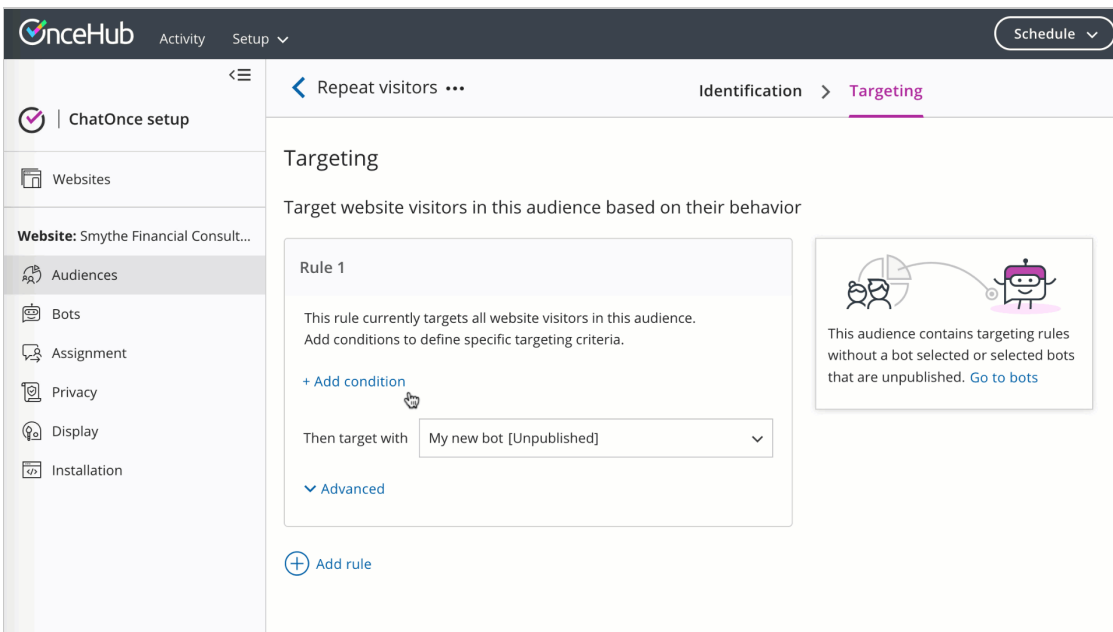 OnceHub
Activity
Setup
Schedule
ChatOnce setup
Websites
Website: Smythe Financial Consult...
Audiences
Bots
Assignment
Privacy
Display
Installation
Repeat visitors
Identification > Targeting
Targeting
Target website visitors in this audience based on their behavior
Rule 1
This rule currently targets all website visitors in this audience.
Add conditions to define specific targeting criteria.
+ Add condition
Then target with
My new bot [Unpublished]
Advanced
Add rule
This audience contains targeting rules
without a bot selected or selected bots
that are unpublished. Go to bots